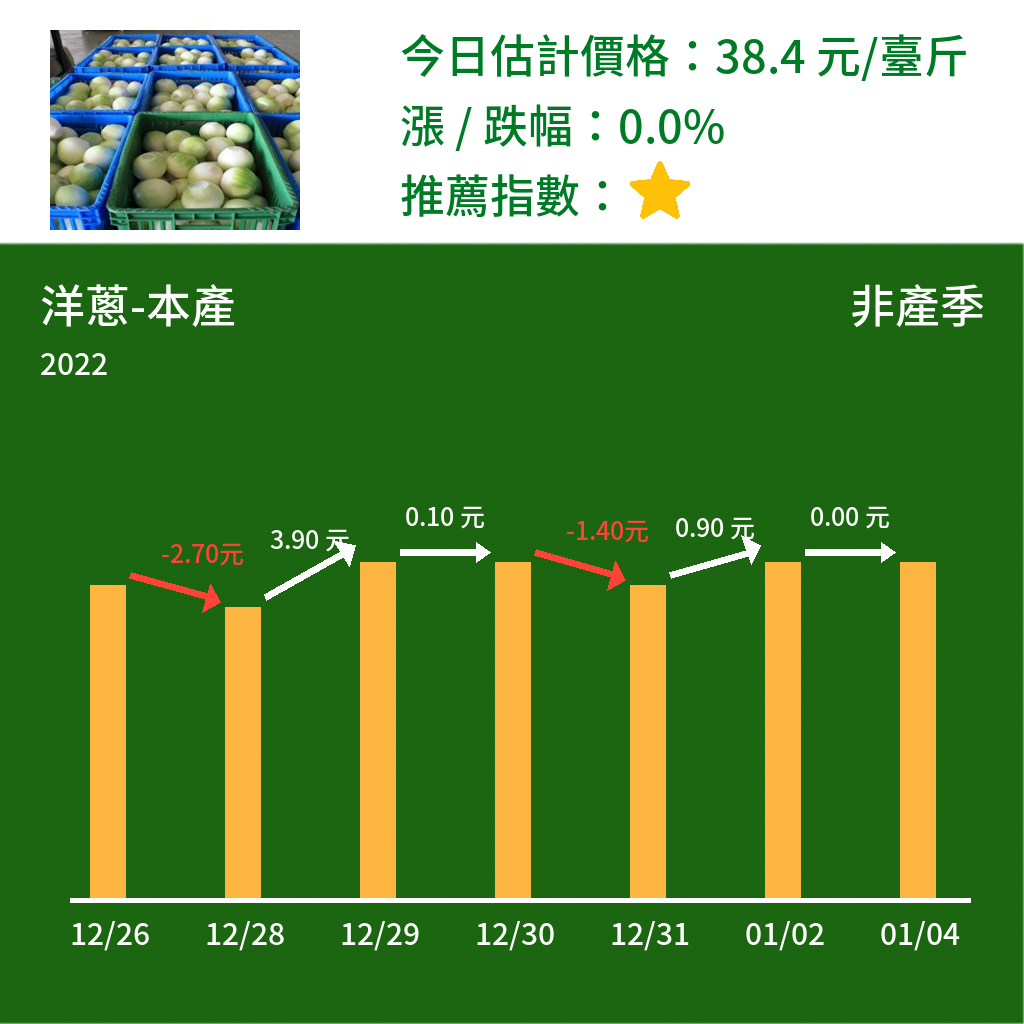 今日估計價格：38.4 元/臺斤
漲 / 跌幅：0.0%
推薦指數：
洋蔥-本產
非產季
2022
-2.70元
3.90 元
0.10 元
-1.40元
0.90 元
0.00 元
12/26
12/28
12/29
12/30
12/31
01/02
01/04